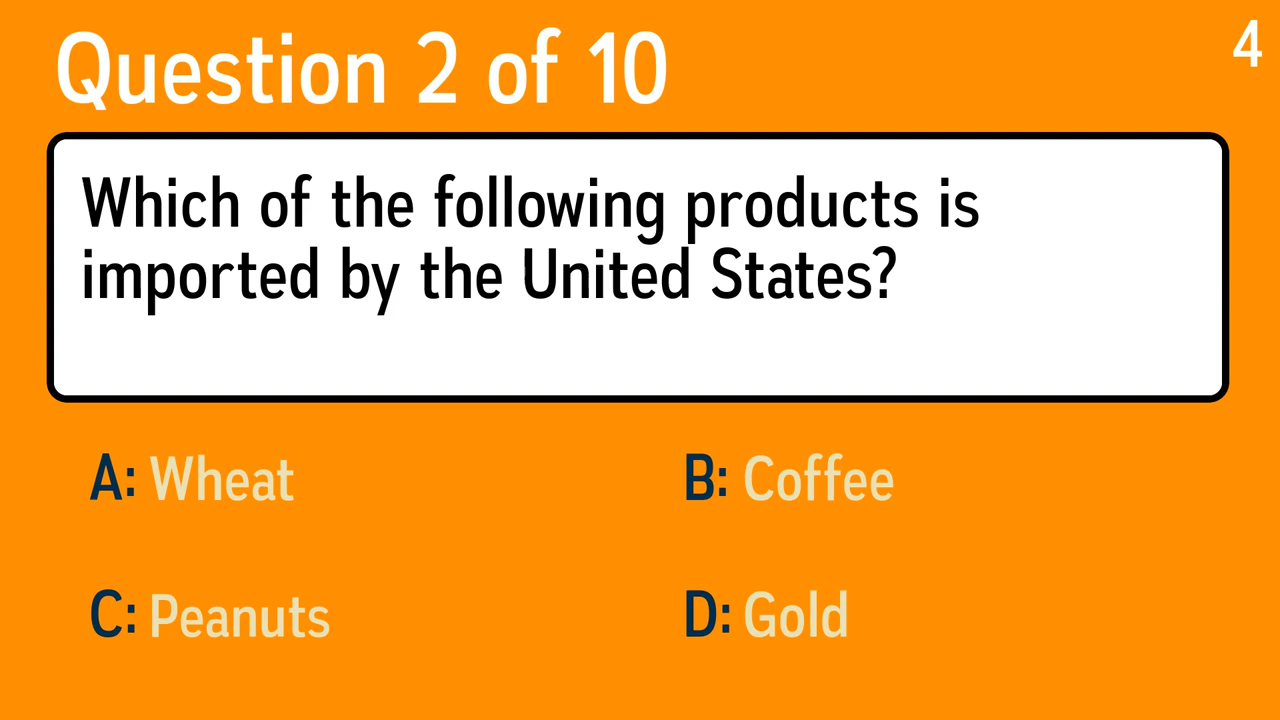 Question 2 of 10
4
Which of the following products is
imported by the United States?
A: Wheat
B: Coffee
C: Peanuts
D: Gold